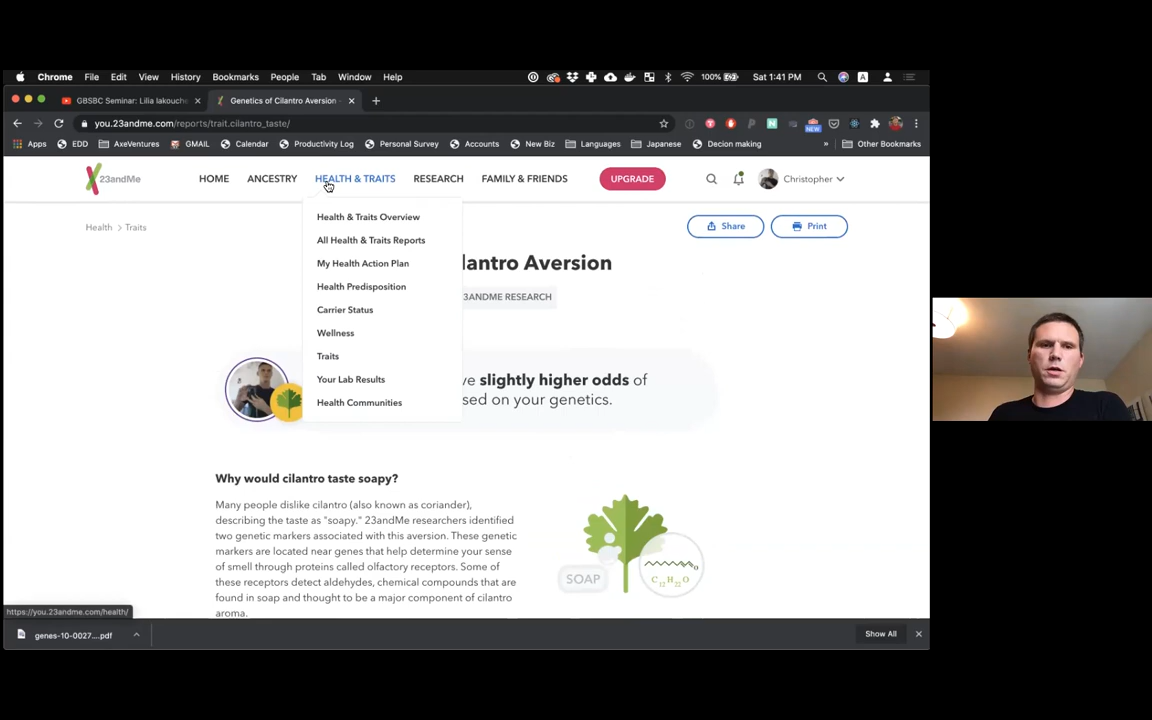 Chrome File Edit View History Bookmarks People Tab Window Help 100% Sat 1:41 PM A
GBSBC Seminar: Lilia Iakouche Genetics of Cilantro Aversion
you.23andme.com/reports/trait.cilantro_taste/ NEW
Apps EDD AxeVentures GMAIL Calendar Productivity Log Personal Survey Accounts New Biz Languages Japanese Decion making » Other Bookmarks
23andMe HOME ANCESTRY HEALTH & TRAITS RESEARCH FAMILY & FRIENDS UPGRADE Christopher
Health > Traits Share Print
Health & Traits Overview
All Health & Traits Reports
My Health Action Plan
Health Predisposition
Carrier Status
Wellness
Traits
Your Lab Results
Health Communities
lantro Aversion
23ANDME RESEARCH
ve slightly higher odds of
sed on your genetics.
Why would cilantro taste soapy?
Many people dislike cilantro (also known as coriander),
describing the taste as "soapy." 23andMe researchers identified
two genetic markers associated with this aversion. These genetic
markers are located near genes that help determine your sense
of smell through proteins called olfactory receptors. Some of
these receptors detect aldehydes, chemical compounds that are
found in soap and thought to be a major component of cilantro
aroma.
SOAP
O
C12H22O
https://you.23andme.com/health/
genes-10-0027....pdf Show All